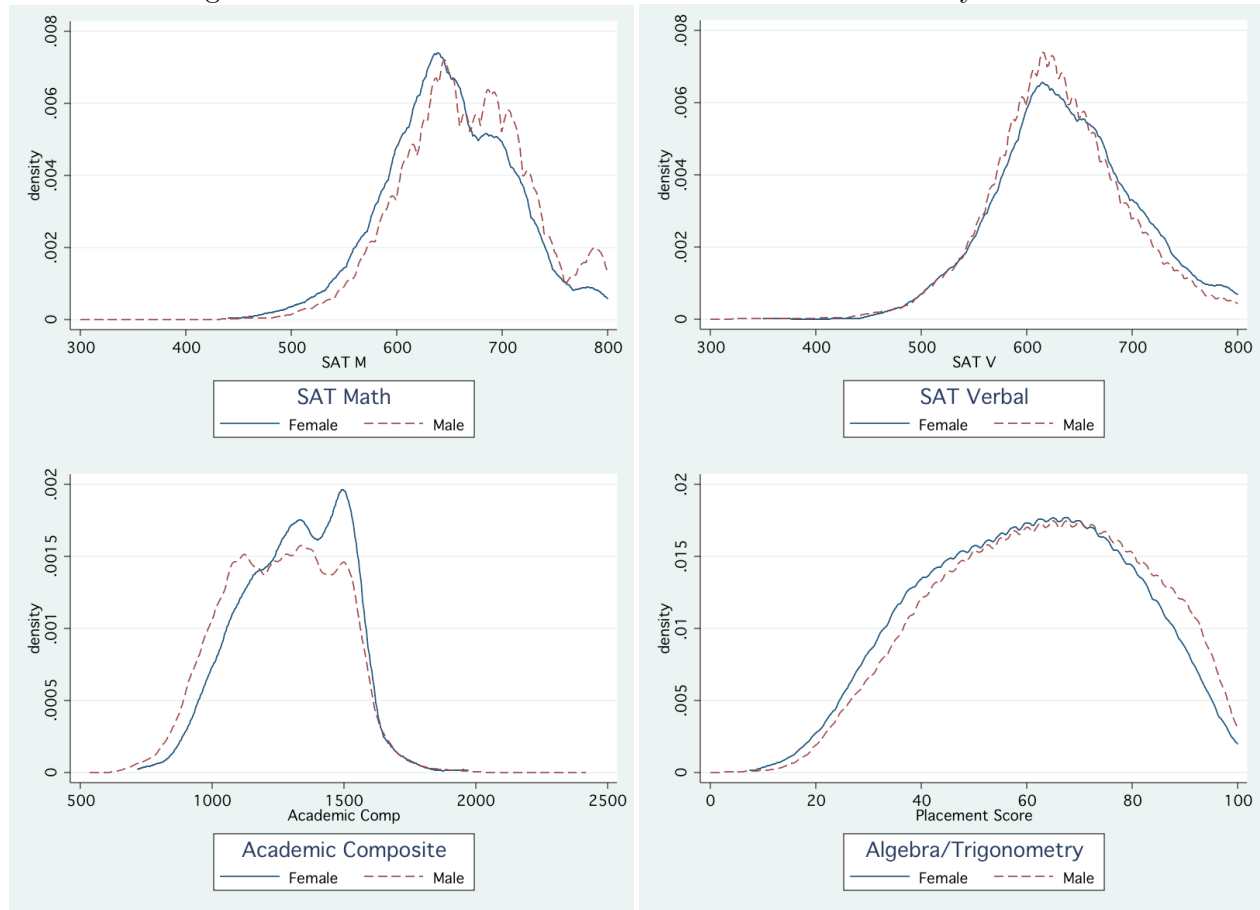 .008
.006
.004
.002
0
density
300 400 500 600 700 800
SAT M
SAT Math
Female Male
.008
.006
.004
.002
0
density
300 400 500 600 700 800
SAT V
SAT Verbal
Female Male
.002
.0015
.001
.0005
0
density
500 1000 1500 2000 2500
Academic Comp
Academic Composite
Female Male
.02
.015
.01
.005
0
density
0 20 40 60 80 100
Placement Score
Algebra/Trigonometry
Female Male